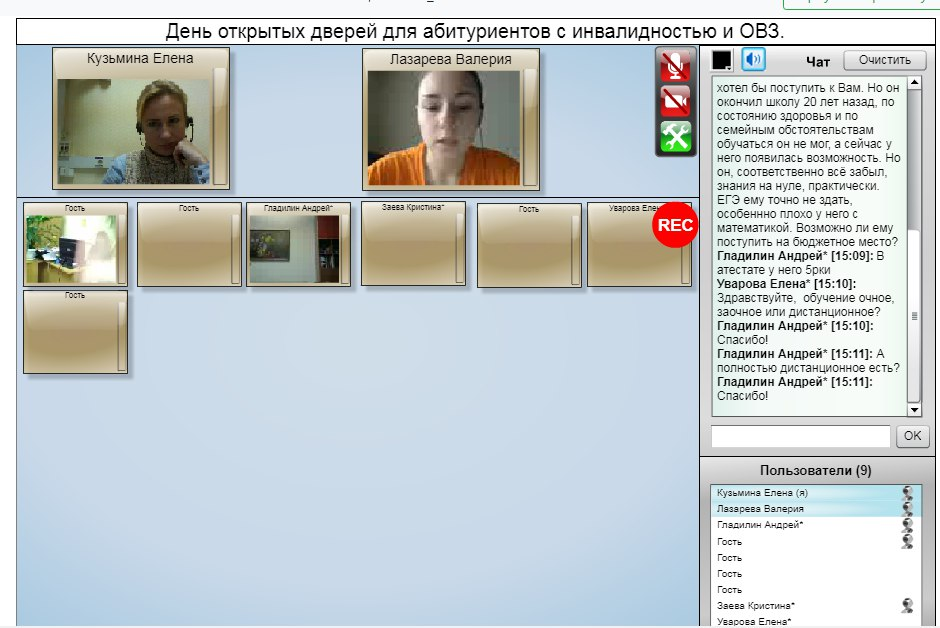 День открытых дверей для абитуриентов с инвалидностью и ОВЗ.
Кузьмина Елена
Лазарева Валерия
Гость
Гость
Гладилин Андрей*
Заева Кристина*
Гость
Уварова
REC
Гость
Чат
Очистить
хотел бы поступить к Вам. Но он
окончил школу 20 лет назад, по
состоянию здоровья и по
семейным обстоятельствам
обучаться он не мог, а сейчас у
него появилась возможность. Но
он, соответственно всё забыл,
знания на нуле, практически.
ЕГЭ ему точно не здать,
особеннно плохо у него с
математикой. Возможно ли ему
поступить на бюджетное место?
Гладилин Андрей* [15:09]: В
атестате у него 5рки
Уварова Елена* [15:10]:
Здравствуйте, обучение очное,
заочное или дистанционное?
Гладилин Андрей* [15:10]:
Спасибо!
Гладилин Андрей* [15:11]: А
полностью дистанционное есть?
Гладилин Андрей* [15:11]:
Спасибо!
OK
Пользователи (9)
Кузьмина Елена (я)
Лазарева Валерия
Гладилин Андрей*
Гость
Гость
Гость
Гость
Заева Кристина*
Уварова Елена*